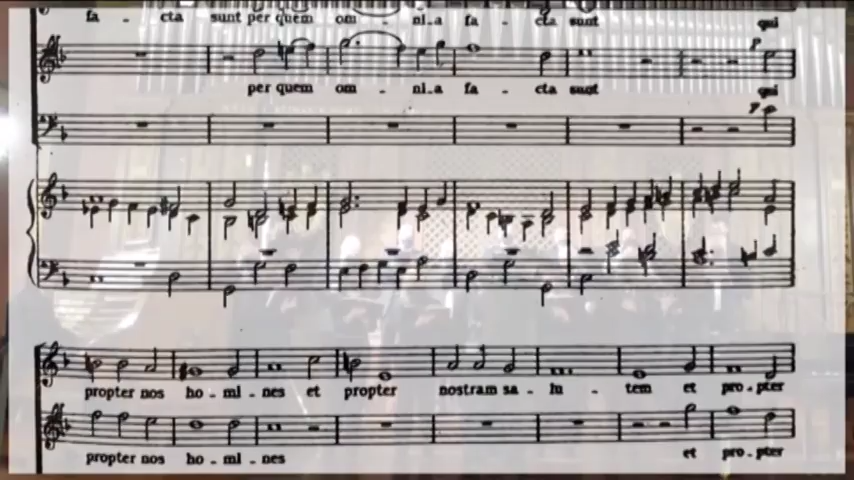 fa - cta sunt per quem om - ni.a fa - cta sunt qui
p
per quem om - ni.a fa - cta sunt qui
p
propter nos ho - mi - nes et propter nostram sa - lu - tem et pro - pter
propter nos ho - mi - nes et pro - pter